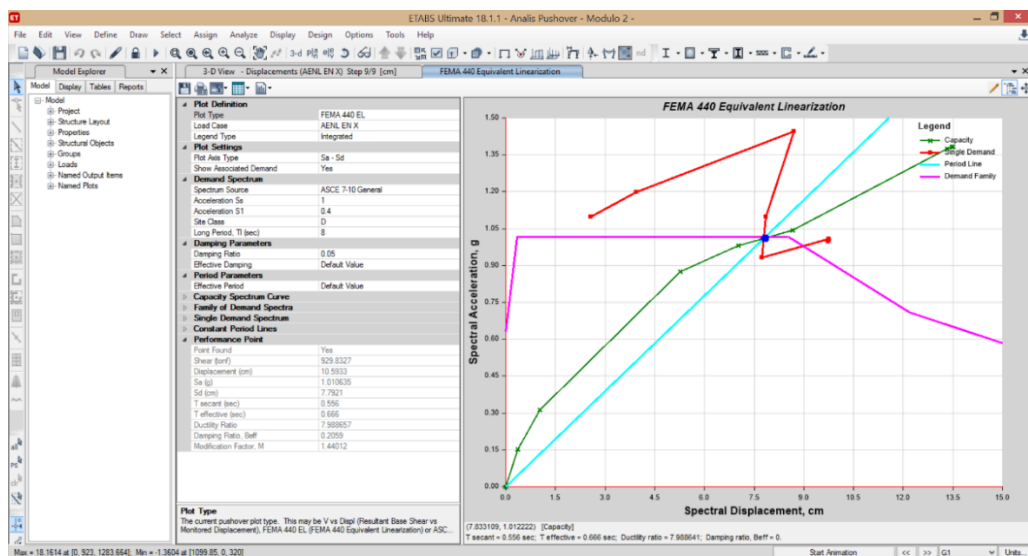 ETABS Ultimate 18.1.1 - Analis Pushover - Modulo 2 -
File Edit View Define Draw Select Assign Analyze Display Design Options Tools Help
Model Explorer
3-D View - Displacements (AENL EN X) Step 9/9 [cm]
FEMA 440 Equivalent Linearization
Model Display Tables Reports
Model
Project
Structure Layout
Properties
Structural Objects
Groups
Loads
Named Output Items
Named Plots
Plot Definition
Plot Type FEMA 440 EL
Load Case AENL EN X
Legend Type Integrated
Plot Settings
Plot Axis Type Sa - Sd
Show Associated Demand Yes
Demand Spectrum
Spectrum Source ASCE 7-10 General
Acceleration Ss 1
Acceleration S1 0.4
Site Class D
Long Period, Tl (sec) 8
Damping Parameters
Damping Ratio 0.05
Effective Damping Default Value
Period Parameters
Effective Period Default Value
Capacity Spectrum Curve
Family of Demand Spectra
Single Demand Spectrum
Constant Period Lines
Performance Point
Point Found Yes
Shear (tonf) 929.8327
Displacement (cm) 10.5933
Sa (g) 1.010635
Sd (cm) 7.7921
T secant (sec) 0.556
T effective (sec) 0.666
Ductility Ratio 7.988657
Damping Ratio, Beff 0.2059
Modification Factor, M 1.44012
Plot Type
The current pushover plot type. This may be V vs Displ (Resultant Base Shear vs
Monitored Displacement), FEMA 440 EL (FEMA 440 Equivalent Linearization) or ASC...
FEMA 440 Equivalent Linearization
Legend
Capacity
Single Demand
Period Line
Demand Family
Spectral Acceleration, g
1.50
1.35
1.20
1.05
0.90
0.75
0.60
0.45
0.30
0.15
0.00
0.0 1.5 3.0 4.5 6.0 7.5 9.0 10.5 12.0 13.5 15.0
Spectral Displacement, cm
(7.833109, 1.012222) [Capacity]
T secant = 0.556 sec; T effective = 0.666 sec; Ductility ratio = 7.988641; Damping ratio, Beff = 0.
Max = 18.1614 at [0, 923, 1283.664]; Min = -1.3604 at [1099.85, 0, 320]
Start Animation << >> G1 Units...